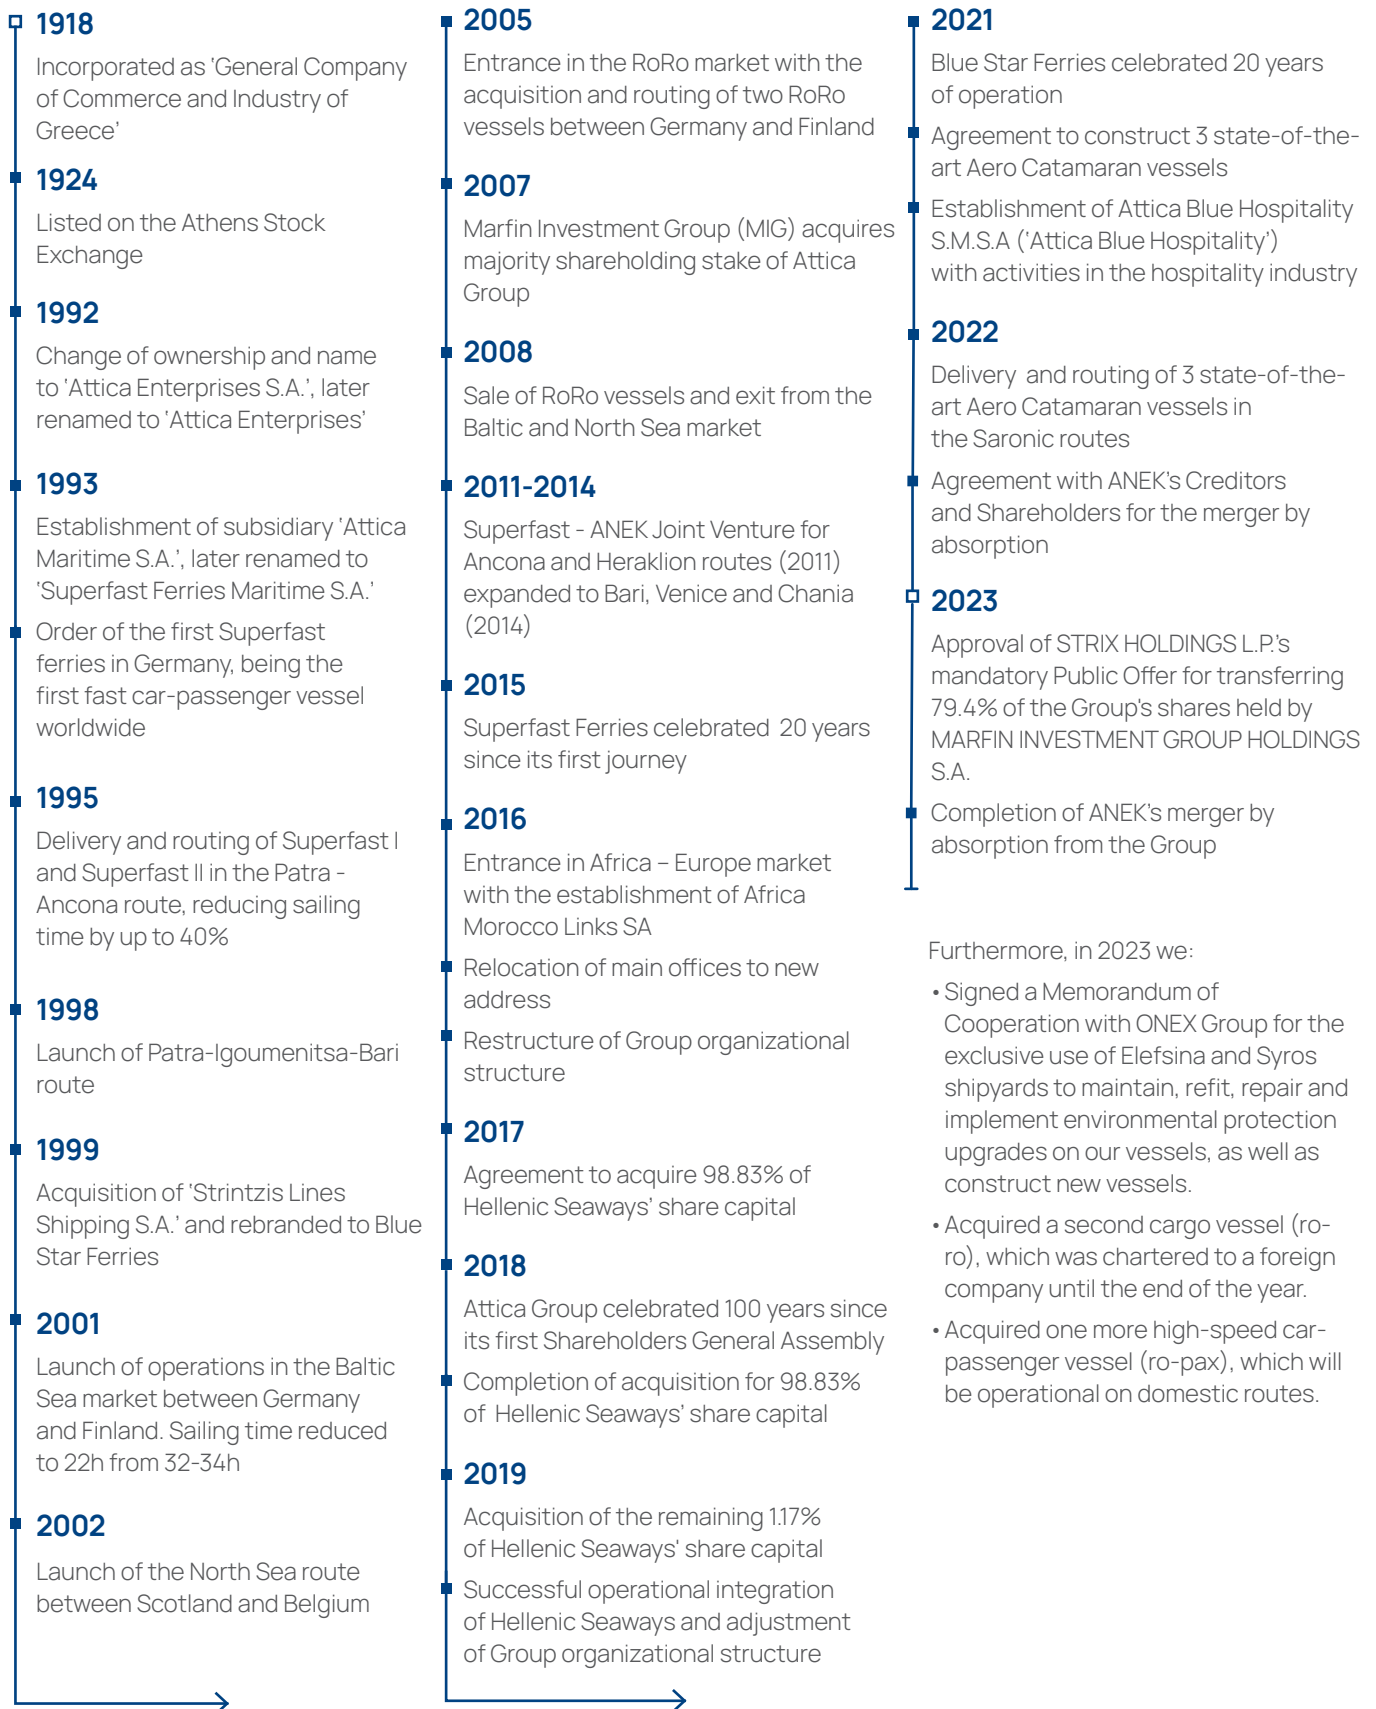 1918
Incorporated as ‘General Company
of Commerce and Industry of
Greece’
1924
Listed on the Athens Stock
Exchange
1992
Change of ownership and name
to ‘Attica Enterprises S.A.’, later
renamed to ‘Attica Enterprises’
1993
Establishment of subsidiary ‘Attica
Maritime S.A.’, later renamed to
‘Superfast Ferries Maritime S.A.’
Order of the first Superfast
ferries in Germany, being the
first fast car-passenger vessel
worldwide
1995
Delivery and routing of Superfast I
and Superfast II in the Patra -
Ancona route, reducing sailing
time by up to 40%
1998
Launch of Patra-Igoumenitsa-Bari
route
1999
Acquisition of ‘Strintzis Lines
Shipping S.A.’ and rebranded to Blue
Star Ferries
2001
Launch of operations in the Baltic
Sea market between Germany
and Finland. Sailing time reduced
to 22h from 32-34h
2002
Launch of the North Sea route
between Scotland and Belgium
2005
Entrance in the RoRo market with the
acquisition and routing of two RoRo
vessels between Germany and Finland
2007
Marfin Investment Group (MIG) acquires
majority shareholding stake of Attica
Group
2008
Sale of RoRo vessels and exit from the
Baltic and North Sea market
2011-2014
Superfast - ANEK Joint Venture for
Ancona and Heraklion routes (2011)
expanded to Bari, Venice and Chania
(2014)
2015
Superfast Ferries celebrated 20 years
since its first journey
2016
Entrance in Africa – Europe market
with the establishment of Africa
Morocco Links SA
Relocation of main offices to new
address
Restructure of Group organizational
structure
2017
Agreement to acquire 98.83% of
Hellenic Seaways’ share capital
2018
Attica Group celebrated 100 years since
its first Shareholders General Assembly
Completion of acquisition for 98.83%
of Hellenic Seaways’ share capital
2019
Acquisition of the remaining 1.17%
of Hellenic Seaways' share capital
Successful operational integration
of Hellenic Seaways and adjustment
of Group organizational structure
2021
Blue Star Ferries celebrated 20 years
of operation
Agreement to construct 3 state-of-the-
art Aero Catamaran vessels
Establishment of Attica Blue Hospitality
S.M.S.A (‘Attica Blue Hospitality’)
with activities in the hospitality industry
2022
Delivery and routing of 3 state-of-the-
art Aero Catamaran vessels in
the Saronic routes
Agreement with ANEK’s Creditors
and Shareholders for the merger by
absorption
2023
Approval of STRIX HOLDINGS L.P.’s
mandatory Public Offer for transferring
79.4% of the Group's shares held by
MARFIN INVESTMENT GROUP HOLDINGS
S.A.
Completion of ANEK’s merger by
absorption from the Group
Furthermore, in 2023 we:
• Signed a Memorandum of
Cooperation with ONEX Group for the
exclusive use of Elefsina and Syros
shipyards to maintain, refit, repair and
implement environmental protection
upgrades on our vessels, as well as
construct new vessels.
• Acquired a second cargo vessel (ro-
ro), which was chartered to a foreign
company until the end of the year.
• Acquired one more high-speed car-
passenger vessel (ro-pax), which will
be operational on domestic routes.